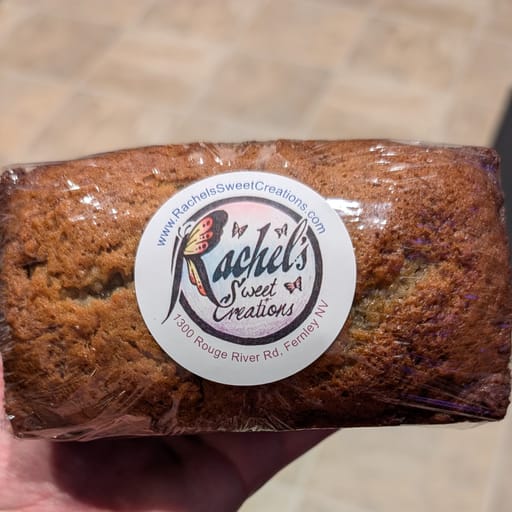 www.RachelsSweetCreations.com
Rachel's
Sweet
Creations
1300 Rouge River Rd, Fernley NV